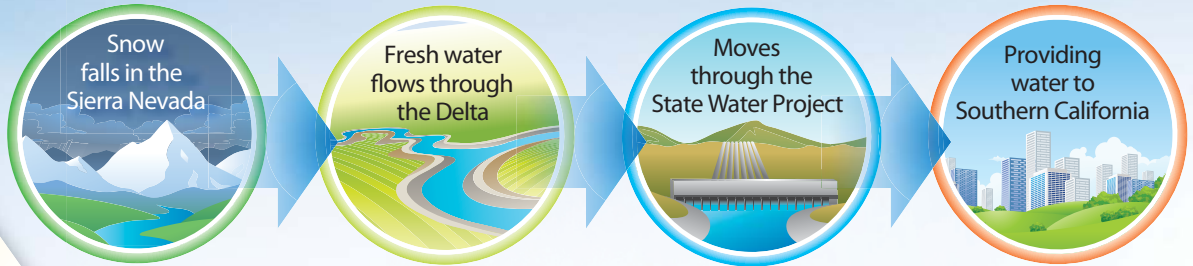 Snow
falls in the
Sierra Nevada
Fresh water
flows through
the Delta
Moves
through the
State Water Project
Providing
water to
Southern California